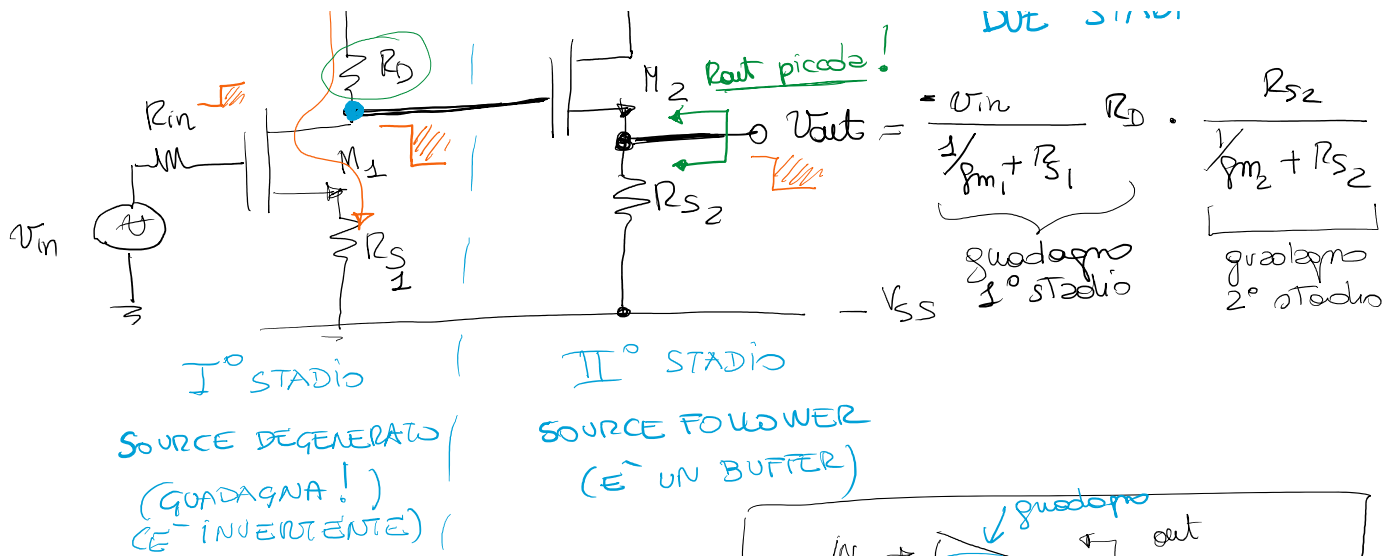 DUE STADI
RD
Rin
M2
Rout piccola!
Vout = - vin / (1/gm1 + RS1) RD · RS2 / (1/gm2 + RS2)
M1
vin
RS1
RS2
guadagno
1° stadio
guadagno
2° stadio
- VSS
I° STADIO
II° STADIO
SOURCE DEGENERATO
(GUADAGNA!)
(E` INVERTENTE)
SOURCE FOLLOWER
(E` UN BUFFER)
guadagno
in
out